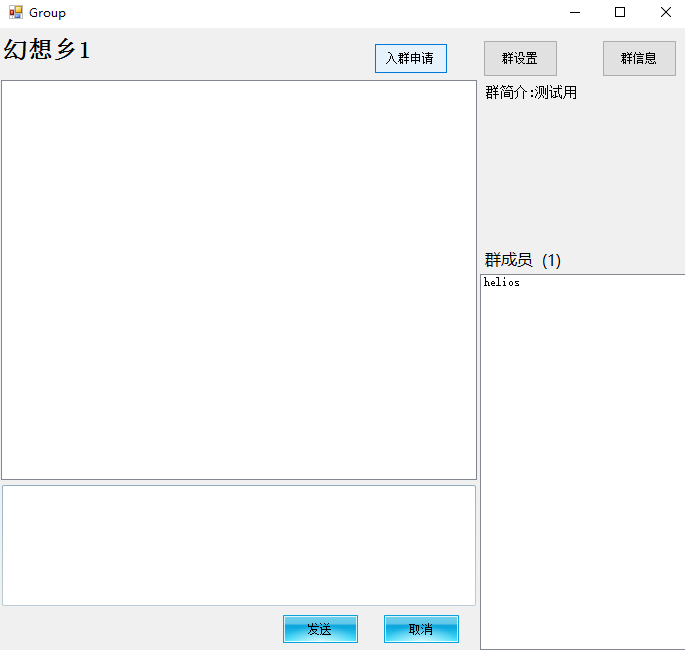 Group
幻想乡1
入群申请
群设置
群信息
群简介:测试用
群成员 (1)
helios
发送
取消